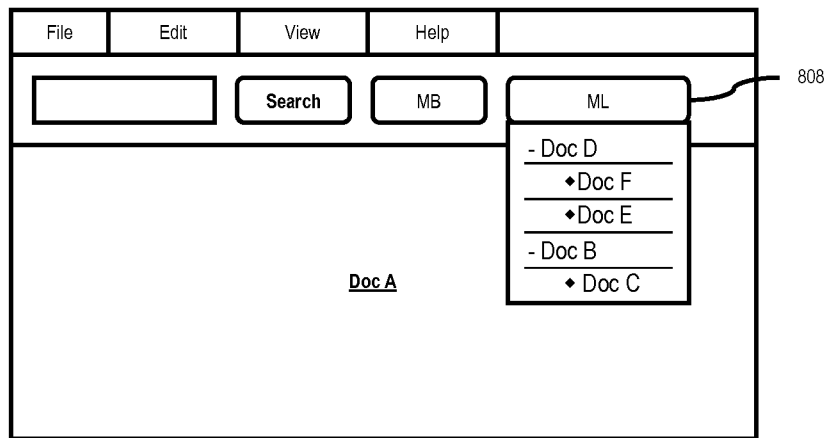 File Edit View Help
Search MB ML 808
- Doc D
◆Doc F
◆Doc E
- Doc B
◆ Doc C
Doc A